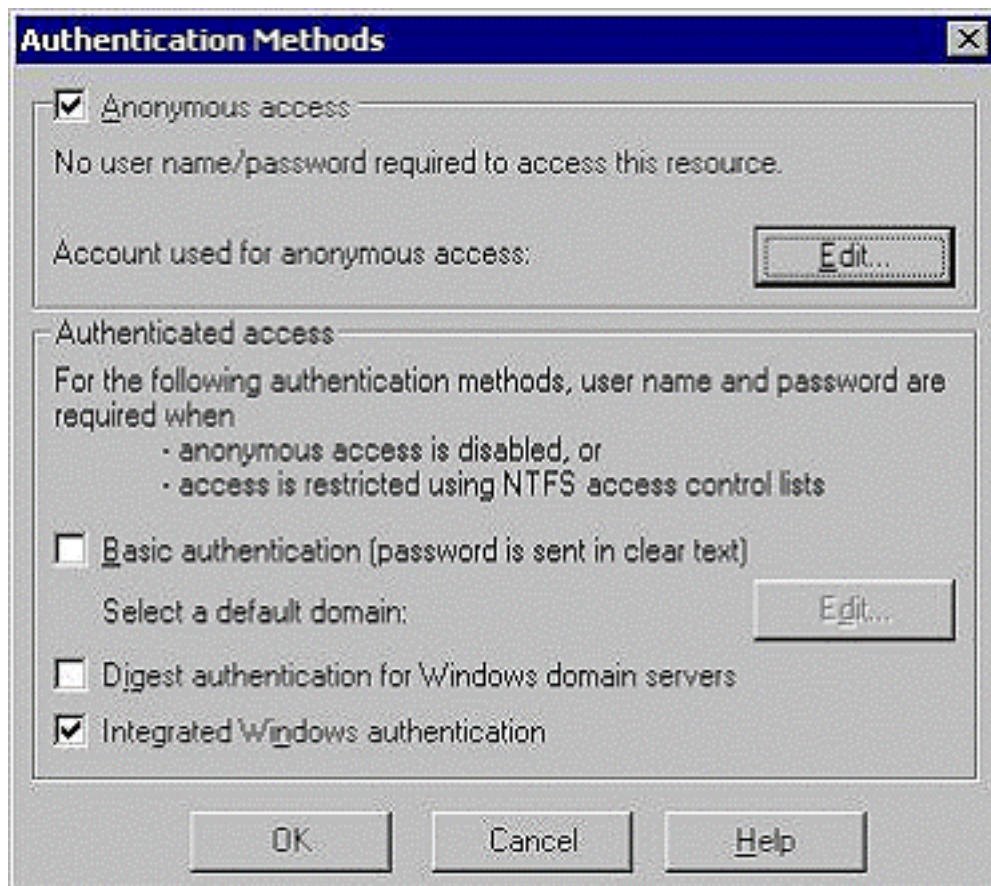 Authentication Methods
Anonymous access
No user name/password required to access this resource.
Account used for anonymous access:
Edit...
Authenticated access
For the following authentication methods, user name and password are
required when
- anonymous access is disabled, or
- access is restricted using NTFS access control lists
Basic authentication (password is sent in clear text)
Select a default domain:
Edit...
Digest authentication for Windows domain servers
Integrated Windows authentication
OK
Cancel
Help